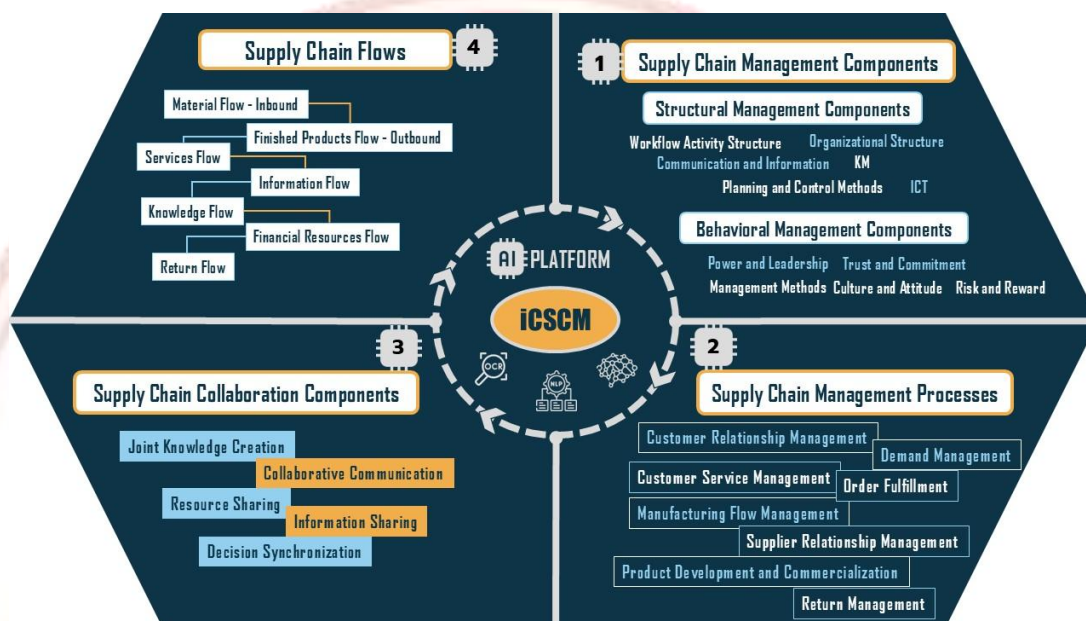 4
Supply Chain Flows
Material Flow - Inbound
Finished Products Flow - Outbound
Services Flow
Information Flow
Knowledge Flow
Financial Resources Flow
Return Flow
1
Supply Chain Management Components
Structural Management Components
Workflow Activity Structure
Organizational Structure
Communication and Information
KM
Planning and Control Methods
ICT
Behavioral Management Components
Power and Leadership
Trust and Commitment
Management Methods
Culture and Attitude
Risk and Reward
AI PLATFORM
iCSCM
OCR
NLP
3
Supply Chain Collaboration Components
Joint Knowledge Creation
Collaborative Communication
Resource Sharing
Information Sharing
Decision Synchronization
2
Supply Chain Management Processes
Customer Relationship Management
Demand Management
Customer Service Management
Order Fulfillment
Manufacturing Flow Management
Supplier Relationship Management
Product Development and Commercialization
Return Management